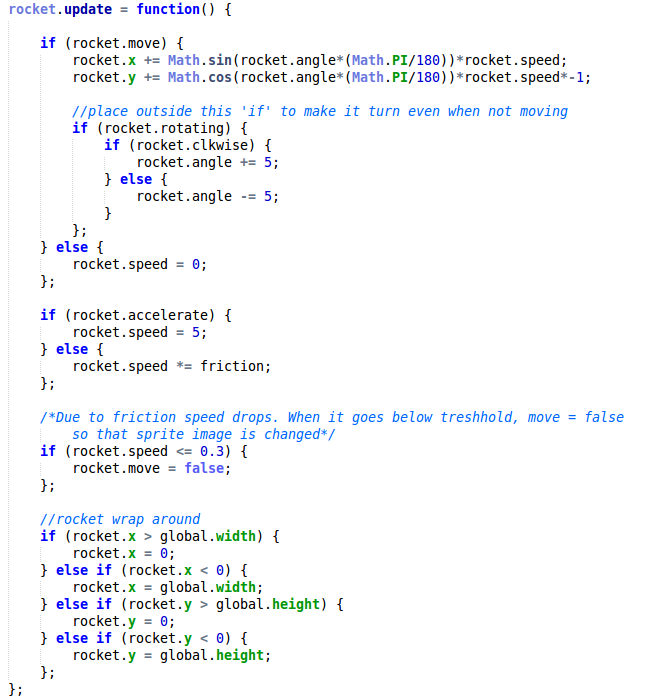 rocket.update = function() {
if (rocket.move) {
rocket.x += Math.sin(rocket.angle*(Math.PI/180))*rocket.speed;
rocket.y += Math.cos(rocket.angle*(Math.PI/180))*rocket.speed*-1;
//place outside this 'if' to make it turn even when not moving
if (rocket.rotating) {
if (rocket.clkwise) {
rocket.angle += 5;
} else {
rocket.angle -= 5;
}
};
} else {
rocket.speed = 0;
};
if (rocket.accelerate) {
rocket.speed = 5;
} else {
rocket.speed *= friction;
};
/*Due to friction speed drops. When it goes below treshhold, move = false
so that sprite image is changed*/
if (rocket.speed <= 0.3) {
rocket.move = false;
};
//rocket wrap around
if (rocket.x > global.width) {
rocket.x = 0;
} else if (rocket.x < 0) {
rocket.x = global.width;
} else if (rocket.y > global.height) {
rocket.y = 0;
} else if (rocket.y < 0) {
rocket.y = global.height;
};
};